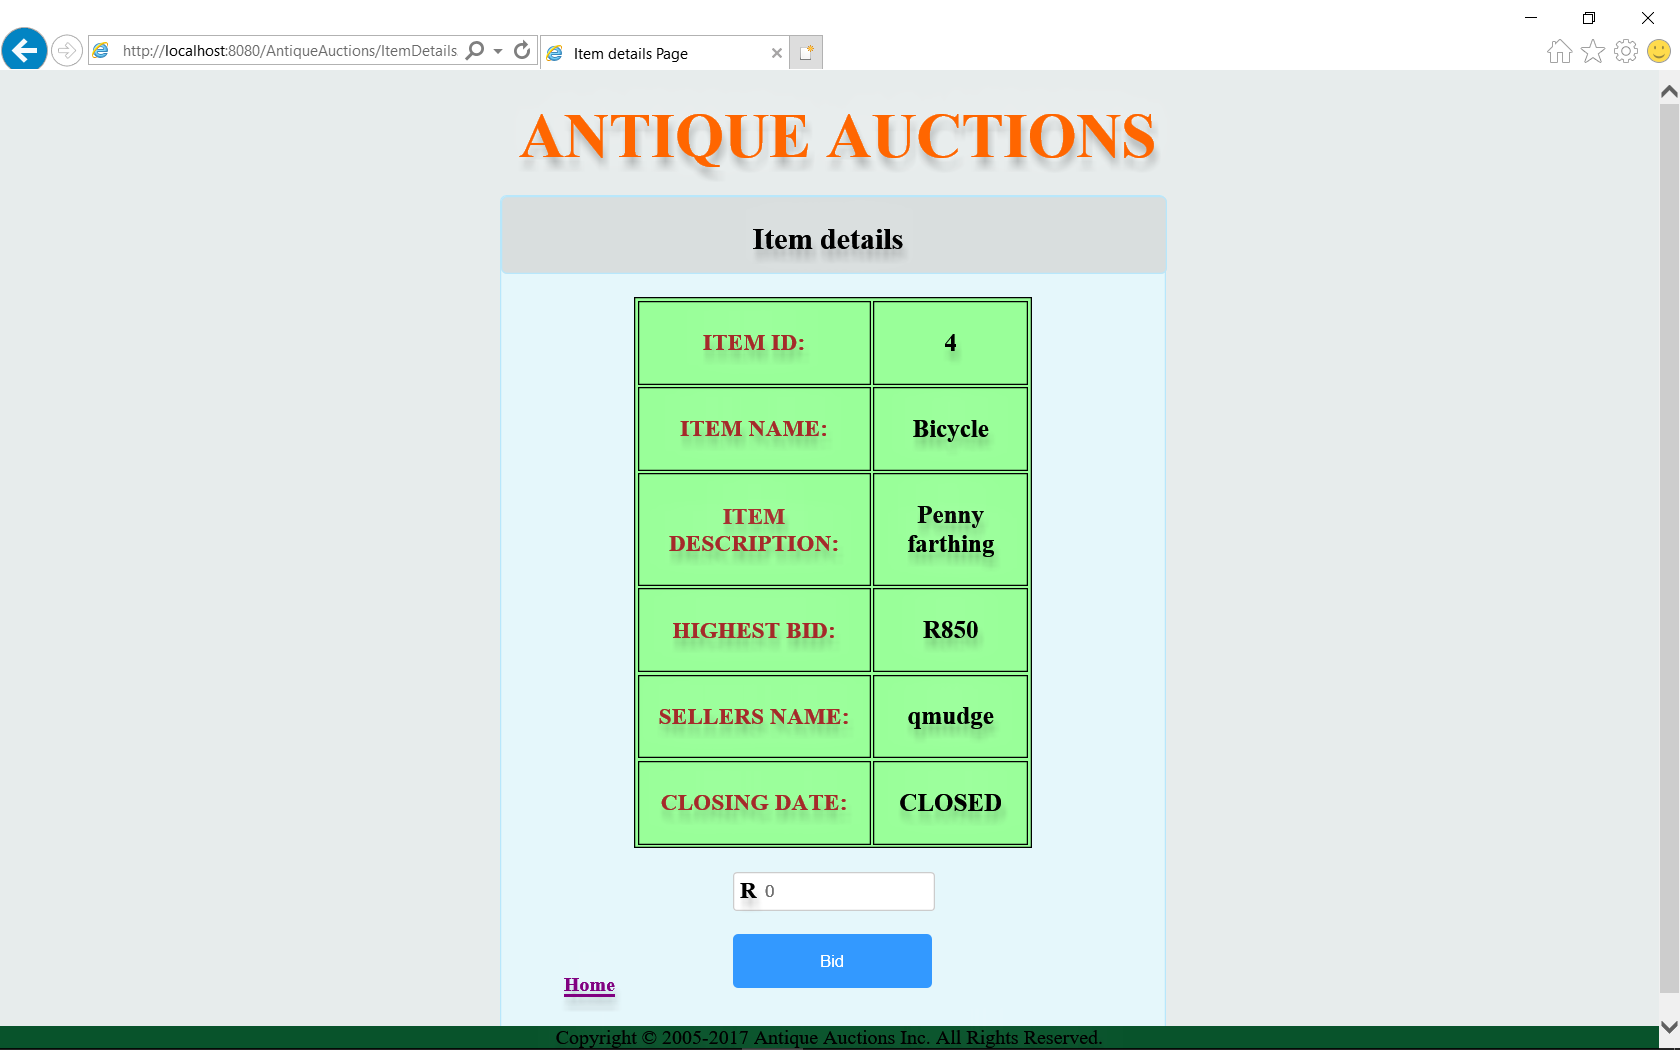 http://localhost:8080/AntiqueAuctions/ItemDetails
Item details Page
ANTIQUE AUCTIONS
Item details
ITEM ID: 4
ITEM NAME: Bicycle
ITEM DESCRIPTION: Penny farthing
HIGHEST BID: R850
SELLERS NAME: qmudge
CLOSING DATE: CLOSED
R 0
Bid
Home
Copyright © 2005-2017 Antique Auctions Inc. All Rights Reserved.